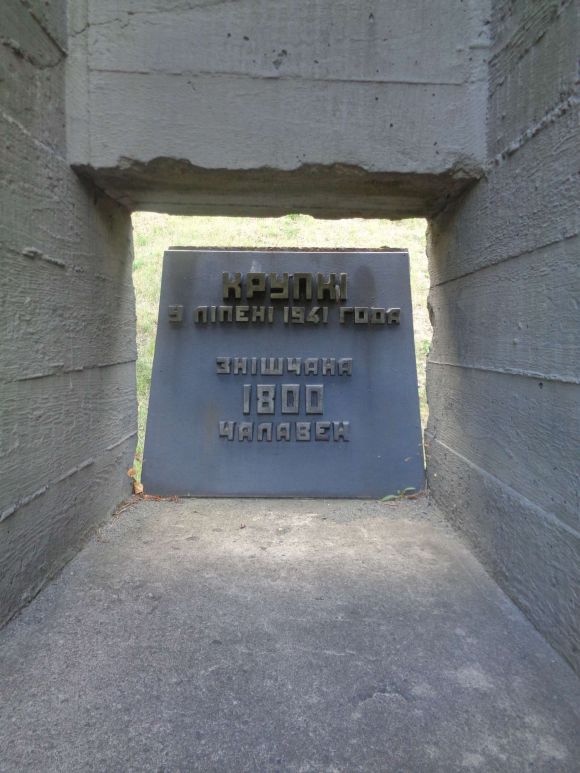 КРУПКІ
У ЛІПЕНІ 1941 ГОДА
ЗНІШЧАНА
1800
ЧАЛАВЕК